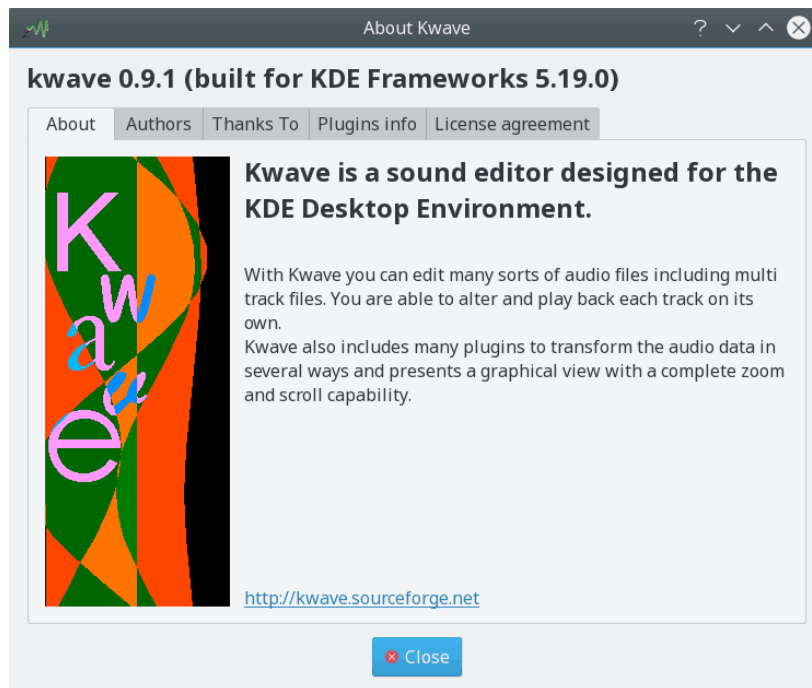 About Kwave
kwave 0.9.1 (built for KDE Frameworks 5.19.0)
About Authors Thanks To Plugins info License agreement
Kwave
Kwave is a sound editor designed for the
KDE Desktop Environment.
With Kwave you can edit many sorts of audio files including multi
track files. You are able to alter and play back each track on its
own.
Kwave also includes many plugins to transform the audio data in
several ways and presents a graphical view with a complete zoom
and scroll capability.
http://kwave.sourceforge.net
Close